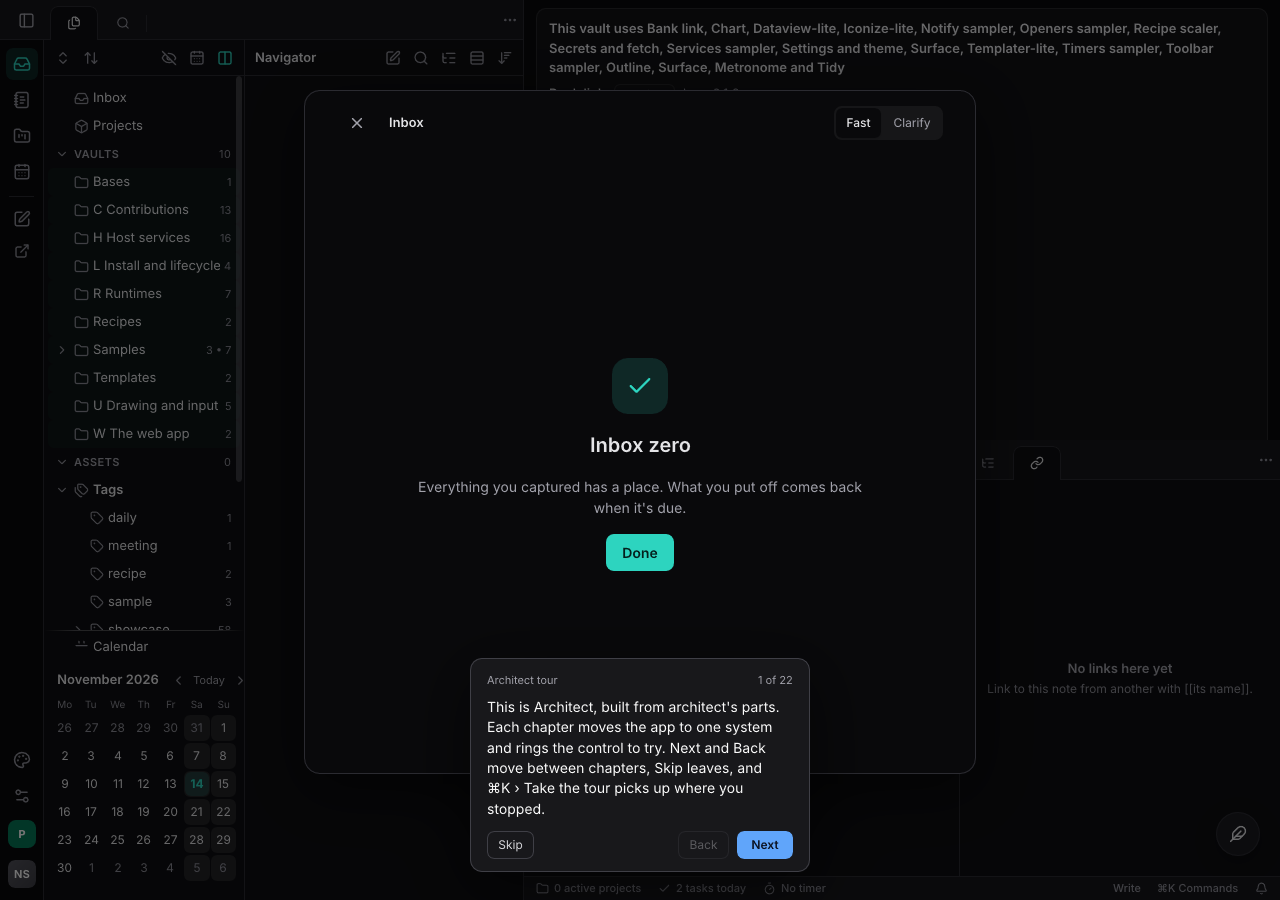 This vault uses Bank link, Chart, Dataview-lite, Iconize-lite, Notify sampler, Openers sampler, Recipe scaler,
Secrets and fetch, Services sampler, Settings and theme, Surface, Templater-lite, Timers sampler, Toolbar
sampler, Outline, Surface, Metronome and Tidy
Navigator
Inbox
Projects
VAULTS 10
Bases 1
C Contributions 13
H Host services 16
L Install and lifecycle 4
R Runtimes 7
Recipes 2
Samples 3 • 7
Templates 2
U Drawing and input 5
W The web app 2
ASSETS 0
Tags
daily 1
meeting 1
recipe 2
sample 3
showcase 58
Calendar
November 2026 Today
Mo Tu We Th Fr Sa Su
26 27 28 29 30 31 1
2 3 4 5 6 7 8
9 10 11 12 13 14 15
16 17 18 19 20 21 22
23 24 25 26 27 28 29
30 1 2 3 4 5 6
P
NS
Inbox
Fast Clarify
Inbox zero
Everything you captured has a place. What you put off comes back
when it's due.
Done
Architect tour 1 of 22
This is Architect, built from architect's parts.
Each chapter moves the app to one system
and rings the control to try. Next and Back
move between chapters, Skip leaves, and
⌘K › Take the tour picks up where you
stopped.
Skip Back Next
No links here yet
Link to this note from another with [[its name]].
0 active projects 2 tasks today No timer Write ⌘K Commands